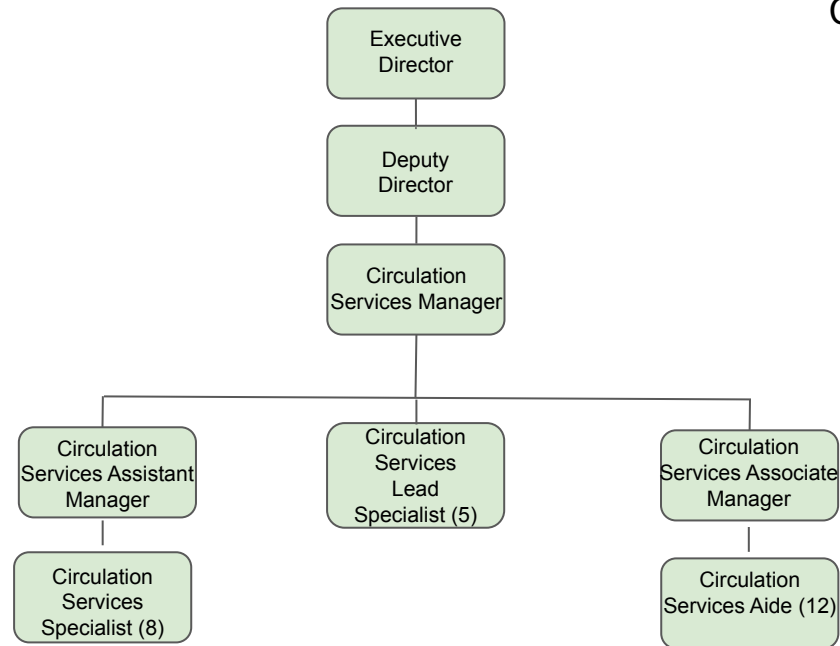 Executive
Director
Deputy
Director
Circulation
Services Manager
Circulation
Services Assistant
Manager
Circulation
Services
Lead
Specialist (5)
Circulation
Services Associate
Manager
Circulation
Services
Specialist (8)
Circulation
Services Aide (12)